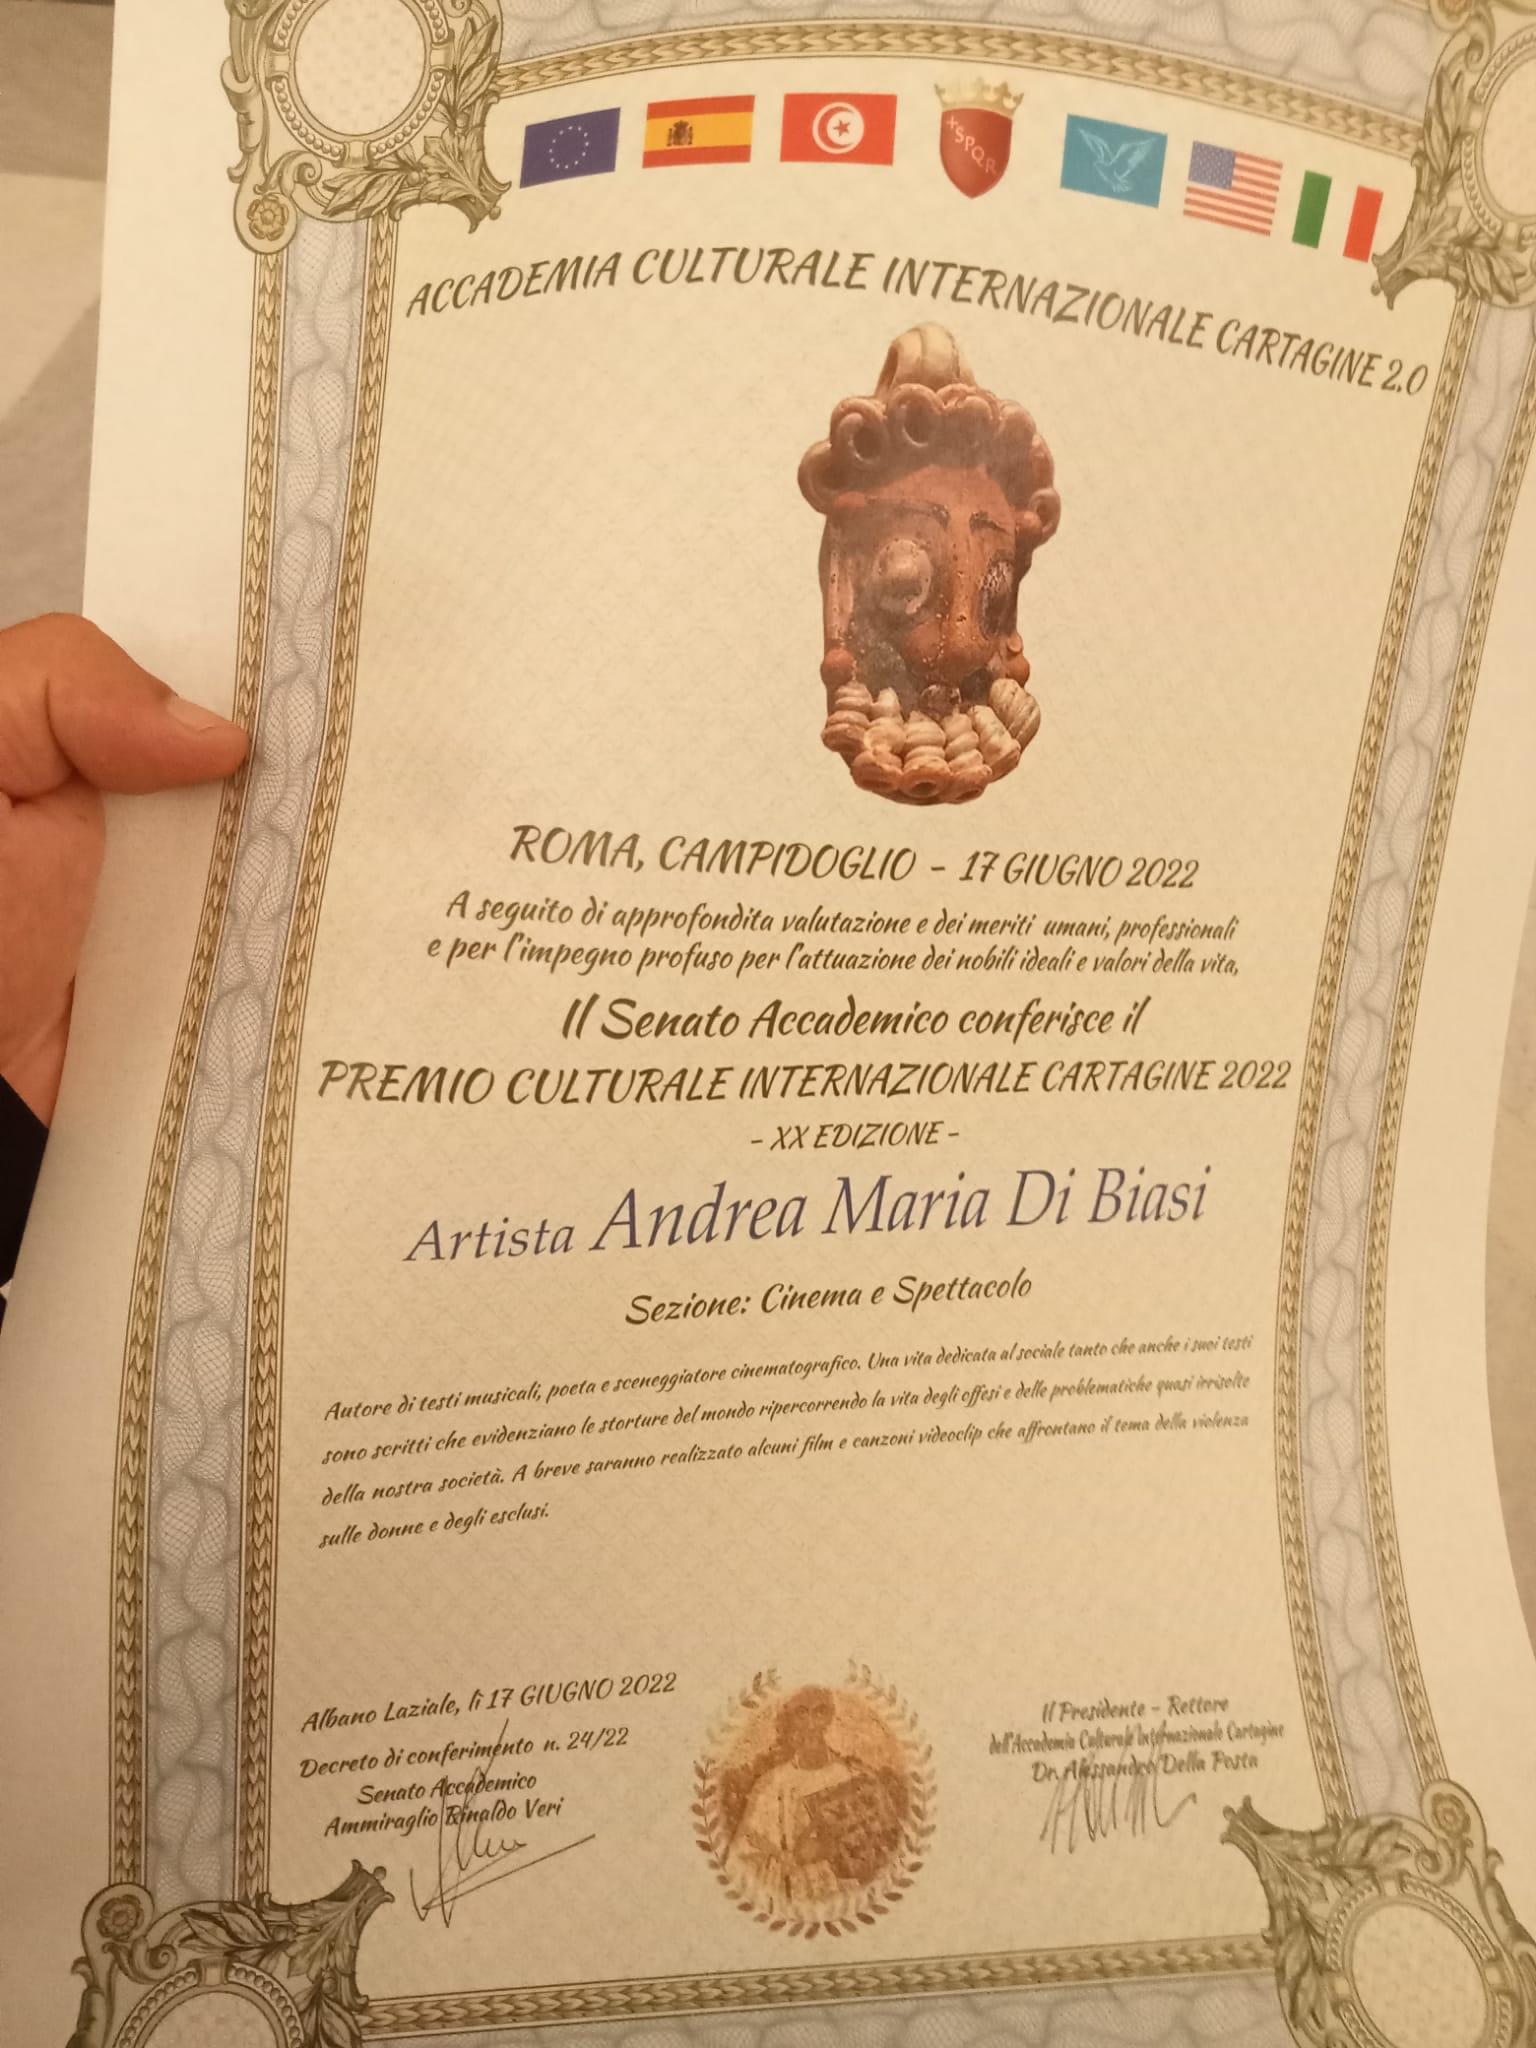 SPQR
ACCADEMIA CULTURALE INTERNAZIONALE CARTAGINE 2.0
ROMA, CAMPIDOGLIO - 17 GIUGNO 2022
A seguito di approfondita valutazione e dei meriti umani, professionali
e per l'impegno profuso per l'attuazione dei nobili ideali e valori della vita,
Il Senato Accademico conferisce il
PREMIO CULTURALE INTERNAZIONALE CARTAGINE 2022
- XX EDIZIONE -
Artista Andrea Maria Di Biasi
Sezione: Cinema e Spettacolo
Autore di testi musicali, poeta e sceneggiatore cinematografico. Una vita dedicata al sociale tanto che anche i suoi testi
sono scritti che evidenziano le storture del mondo ripercorrendo la vita degli offesi e delle problematiche quasi irrisolte
della nostra società. A breve saranno realizzato alcuni film e canzoni videoclip che affrontano il tema della violenza
sulle donne e degli esclusi.
Albano Laziale, lì 17 GIUGNO 2022
Decreto di conferimento n. 24/22
Senato Accademico
Ammiraglio Rinaldo Veri
Il Presidente - Rettore
dell'Accademia Culturale Internazionale Cartagine
Dr. Alessandro Della Posta